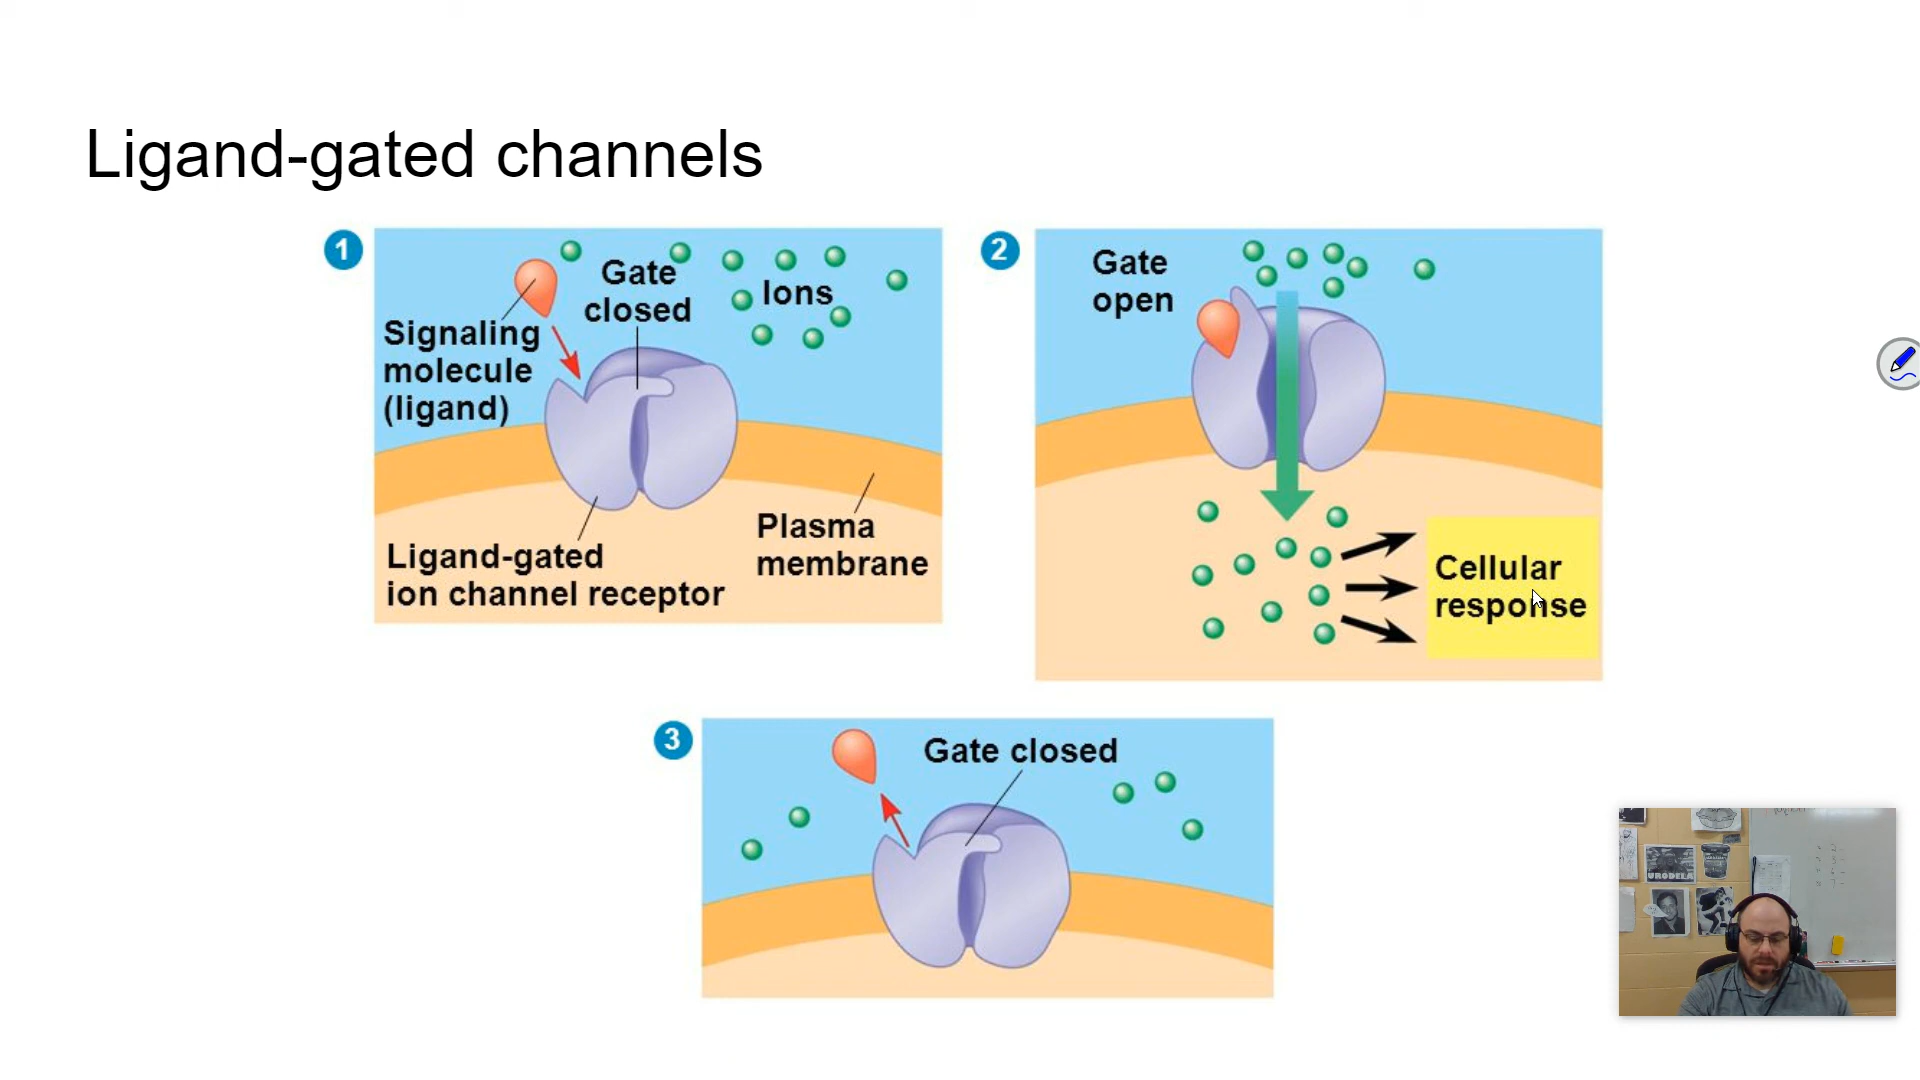 Ligand-gated channels
1
Gate
closed
Ions
Signaling
molecule
(ligand)
Plasma
membrane
Ligand-gated
ion channel receptor
2
Gate
open
Cellular
response
3
Gate closed
URODELA